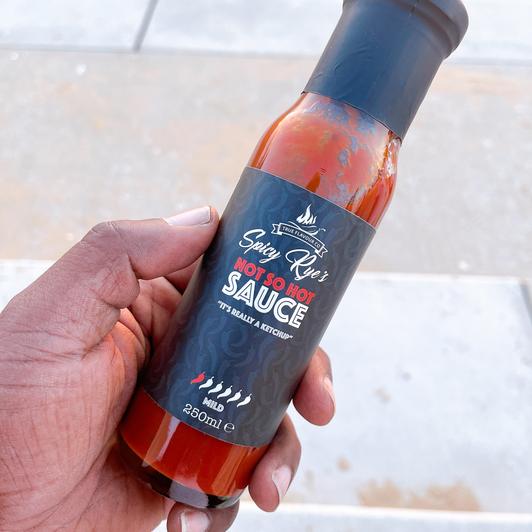 TRUE FLAVOUR CO
Spicy Rye's
NOT SO HOT
SAUCE
"IT'S REALLY A KETCHUP"
MILD
250ml ℮